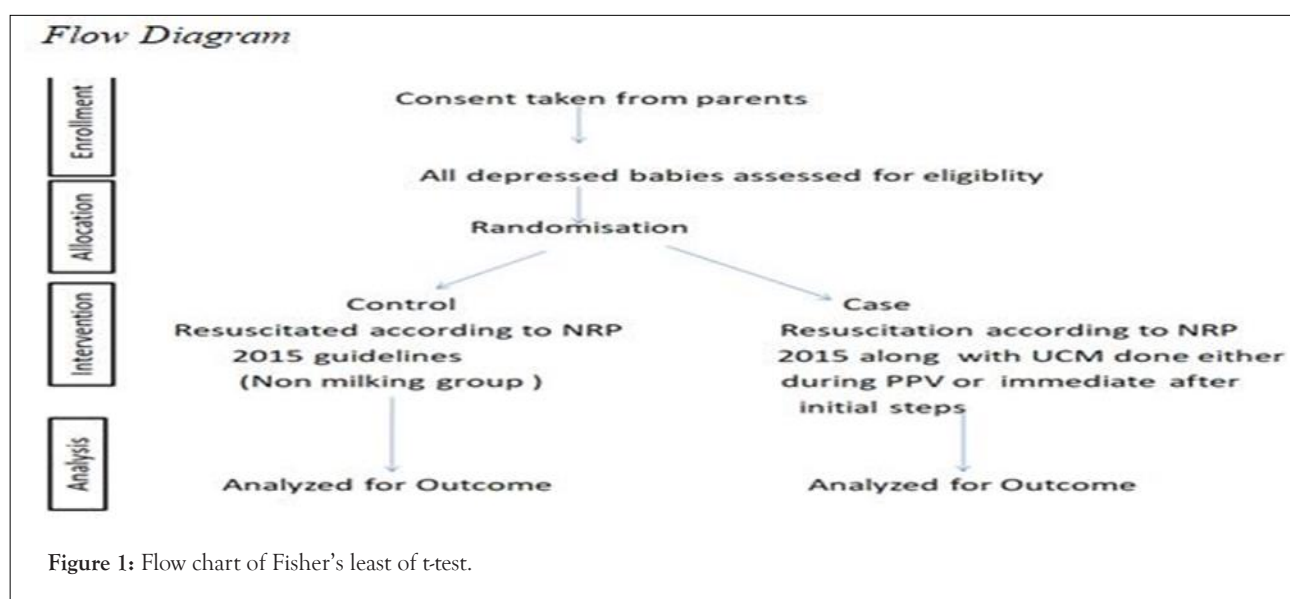 Flow Diagram
Enrollment
Consent taken from parents
All depressed babies assessed for eligiblity
Allocation
Randomisation
Intervention
Control
Resuscitated according to NRP
2015 guidelines
(Non milking group )
Case
Resuscitation according to NRP
2015 along with UCM done either
during PPV or immediate after
initial steps
Analysis
Analyzed for Outcome
Analyzed for Outcome
Figure 1: Flow chart of Fisher's least of t-test.